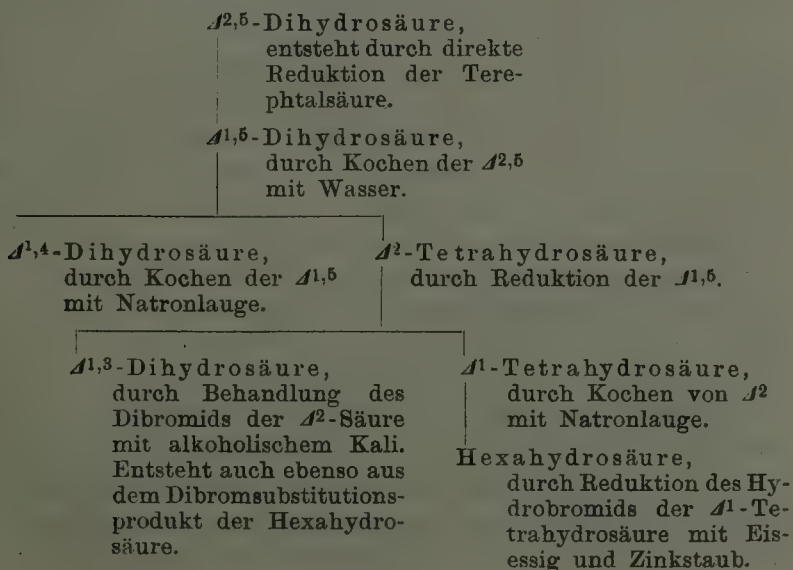 Δ2,5-Dihydrosäure,
entsteht durch direkte
Reduktion der Tere-
phtalsäure.
Δ1,5-Dihydrosäure,
durch Kochen der Δ2,5
mit Wasser.
Δ1,4-Dihydrosäure,
durch Kochen der Δ1,5
mit Natronlauge.
Δ2-Tetrahydrosäure,
durch Reduktion der Δ1,5.
Δ1,3-Dihydrosäure,
durch Behandlung des
Dibromids der Δ2-Säure
mit alkoholischem Kali.
Entsteht auch ebenso aus
dem Dibromsubstitutions-
produkt der Hexahydro-
säure.
Δ1-Tetrahydrosäure,
durch Kochen von Δ2
mit Natronlauge.
Hexahydrosäure,
durch Reduktion des Hy-
drobromids der Δ1-Te-
trahydrosäure mit Eis-
essig und Zinkstaub.